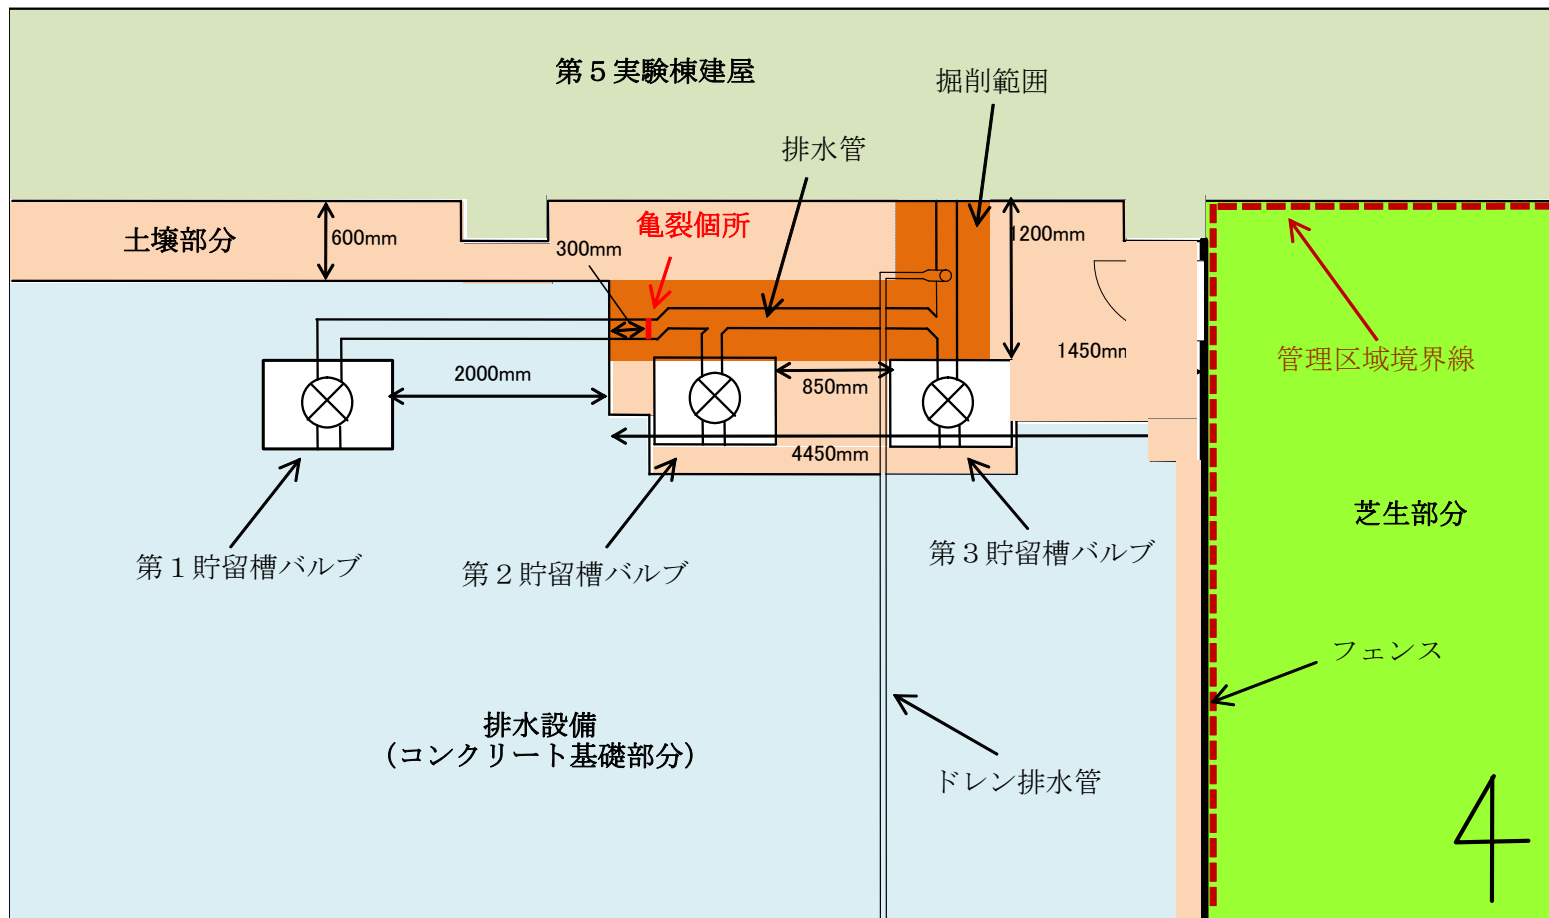 第５実験棟建屋
掘削範囲
排水管
亀裂個所
土壌部分
600mm
300mm
1200mm
1450mm
管理区域境界線
2000mm
850mm
4450mm
芝生部分
第１貯留槽バルブ
第２貯留槽バルブ
第３貯留槽バルブ
フェンス
排水設備
（コンクリート基礎部分）
ドレン排水管
4